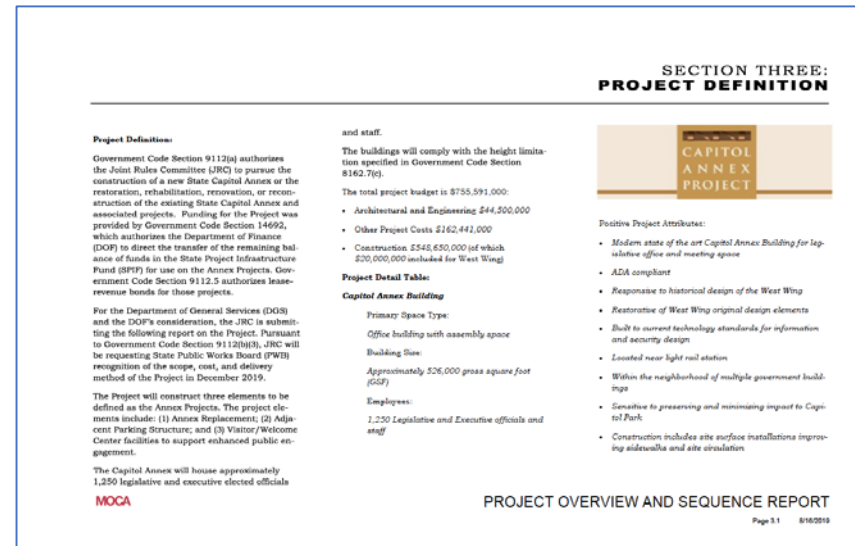 SECTION THREE:
PROJECT DEFINITION
Project Definition:
Government Code Section 9112(a) authorizes
the Joint Rules Committee (JRC) to pursue the
construction of a new State Capitol Annex or the
restoration, rehabilitation, renovation, or recon-
struction of the existing State Capitol Annex and
associated projects. Funding for the Project was
provided by Government Code Section 14692,
which authorizes the Department of Finance
(DOF) to direct the transfer of the remaining bal-
ance of funds in the State Project Infrastructure
Fund (SPIF) for use on the Annex Projects. Gov-
ernment Code Section 9112.5 authorizes lease-
revenue bonds for those projects.
For the Department of General Services (DGS)
and the DOF's consideration, the JRC is submit-
ting the following report on the Project. Pursuant
to Government Code Section 9112(b)(3), JRC will
be requesting State Public Works Board (PWB)
recognition of the scope, cost, and delivery
method of the Project in December 2019.
The Project will construct three elements to be
defined as the Annex Projects. The project ele-
ments include: (1) Annex Replacement; (2) Adja-
cent Parking Structure; and (3) Visitor/Welcome
Center facilities to support enhanced public en-
gagement.
The Capitol Annex will house approximately
1,250 legislative and executive elected officials
and staff.
The buildings will comply with the height limita-
tion specified in Government Code Section
8162.7(c).
The total project budget is $755,591,000:
• Architectural and Engineering $44,500,000
• Other Project Costs $162,441,000
• Construction $548,650,000 (of which
$20,000,000 included for West Wing)
Project Detail Table:
Capitol Annex Building
Primary Space Type:
Office building with assembly space
Building Size:
Approximately 526,000 gross square foot
(GSF)
Employees:
1,250 Legislative and Executive officials and
staff
CAPITOL
ANNEX
PROJECT
Positive Project Attributes:
• Modern state of the art Capitol Annex Building for leg-
islative office and meeting space
• ADA compliant
• Responsive to historical design of the West Wing
• Restorative of West Wing original design elements
• Built to current technology standards for information
and security design
• Located near light rail station
• Within the neighborhood of multiple government build-
ings
• Sensitive to preserving and minimizing impact to Capi-
tol Park
• Construction includes site surface installations improv-
ing sidewalks and site circulation
MOCA
PROJECT OVERVIEW AND SEQUENCE REPORT
Page 3.1 8/16/2019